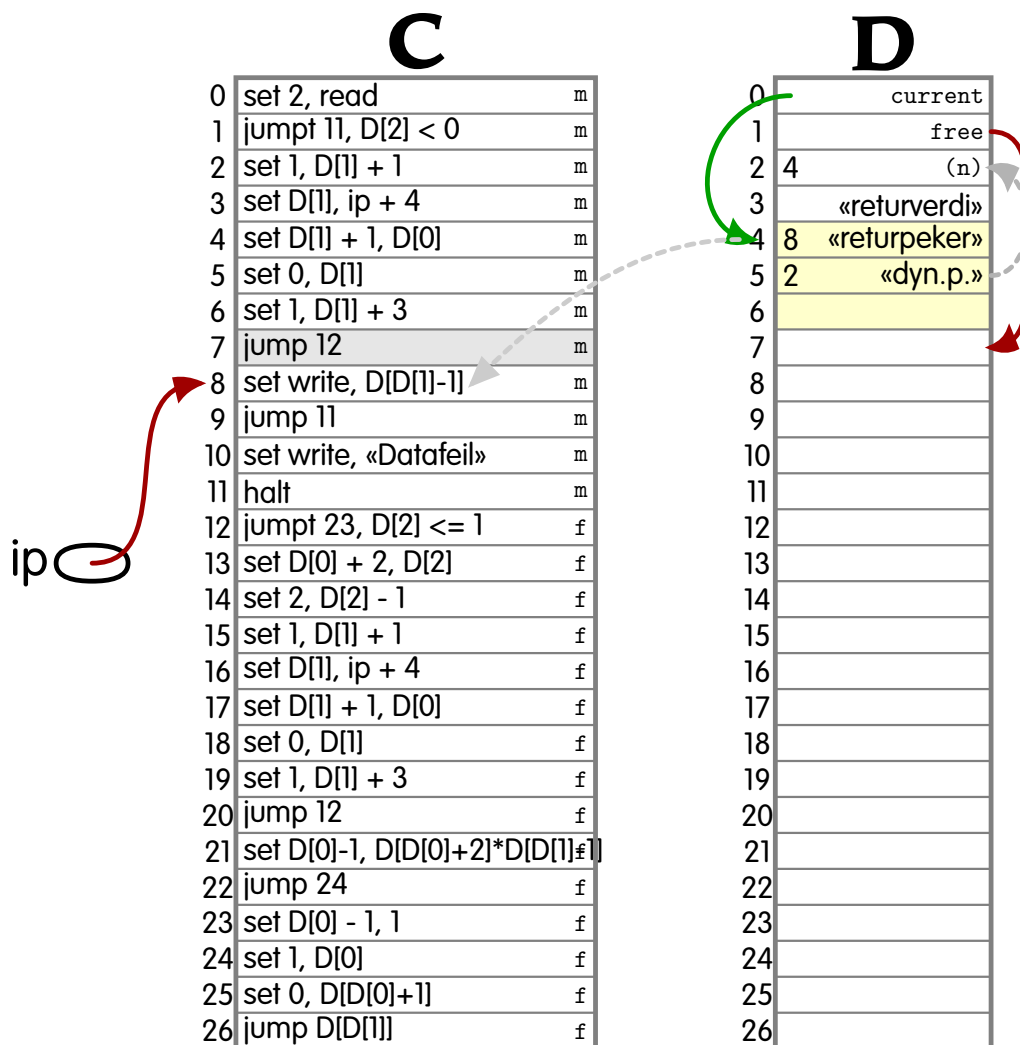 C D
0 set 2, read m 0 current
1 jumpt 11, D[2] < 0 m 1 free
2 set 1, D[1] + 1 m 2 4 (n)
3 set D[1], ip + 4 m 3 «returverdi»
4 set D[1] + 1, D[0] m 4 8 «returpeker»
5 set 0, D[1] m 5 2 «dyn.p.»
6 set 1, D[1] + 3 m 6
7 jump 12 m 7
8 set write, D[D[1]-1] m 8
9 jump 11 m 9
10 set write, «Datafeil» m 10
11 halt m 11
12 jumpt 23, D[2] <= 1 f 12
ip 13 set D[0] + 2, D[2] f 13
14 set 2, D[2] - 1 f 14
15 set 1, D[1] + 1 f 15
16 set D[1], ip + 4 f 16
17 set D[1] + 1, D[0] f 17
18 set 0, D[1] f 18
19 set 1, D[1] + 3 f 19
20 jump 12 f 20
21 set D[0]-1, D[D[0]+2]*D[D[1]+1] f 21
22 jump 24 f 22
23 set D[0] - 1, 1 f 23
24 set 1, D[0] f 24
25 set 0, D[D[0]+1] f 25
26 jump D[D[1]] f 26